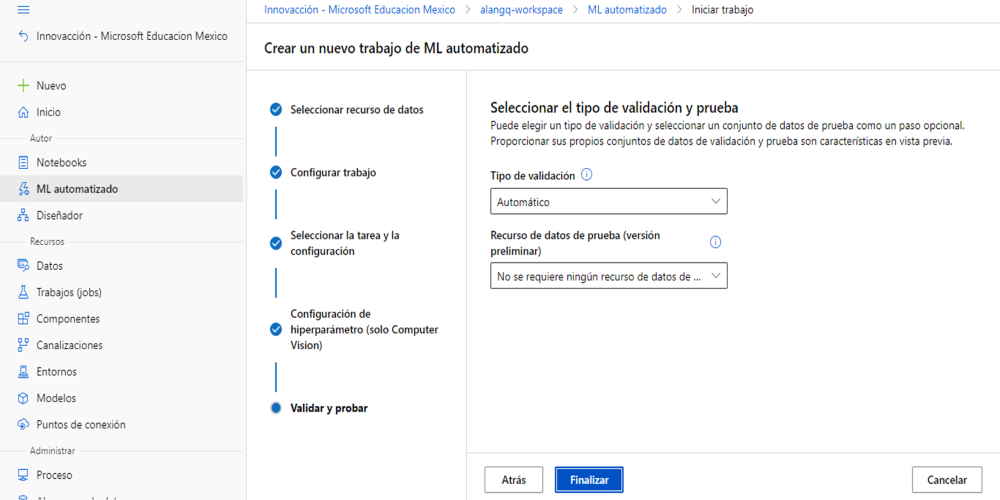 Innovacción - Microsoft Educacion Mexico
Nuevo
Inicio
Autor
Notebooks
ML automatizado
Diseñador
Recursos
Datos
Trabajos (jobs)
Componentes
Canalizaciones
Entornos
Modelos
Puntos de conexión
Administrar
Proceso
Innovacción - Microsoft Educacion Mexico > alangq-workspace > ML automatizado > Iniciar trabajo
Crear un nuevo trabajo de ML automatizado
Seleccionar recurso de datos
Configurar trabajo
Seleccionar la tarea y la
configuración
Configuración de
hiperparámetro (solo Computer
Vision)
Validar y probar
Seleccionar el tipo de validación y prueba
Puede elegir un tipo de validación y seleccionar un conjunto de datos de prueba como un paso opcional.
Proporcionar sus propios conjuntos de datos de validación y prueba son características en vista previa.
Tipo de validación
Automático
Recurso de datos de prueba (versión
preliminar)
No se requiere ningún recurso de datos de ...
Atrás
Finalizar
Cancelar